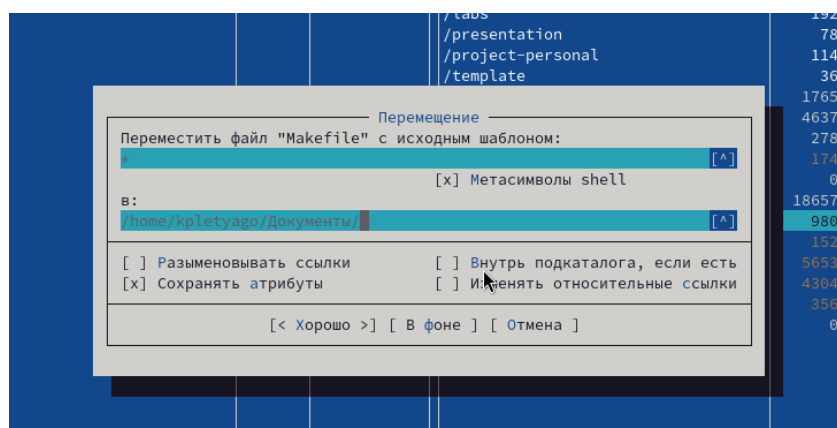 /labs 192
/presentation 78
/project-personal 114
/template 36
1765
Перемещение 4637
Переместить файл "Makefile" с исходным шаблоном: 278
* [^] 174
[x] Метасимволы shell 0
в: 18657
/home/kpletyago/Документы/ [^] 980
152
[ ] Разыменовывать ссылки [ ] Внутрь подкаталога, если есть 5653
[x] Сохранять атрибуты [ ] Изменять относительные ссылки 4304
356
[< Хорошо >] [ В фоне ] [ Отмена ] 0